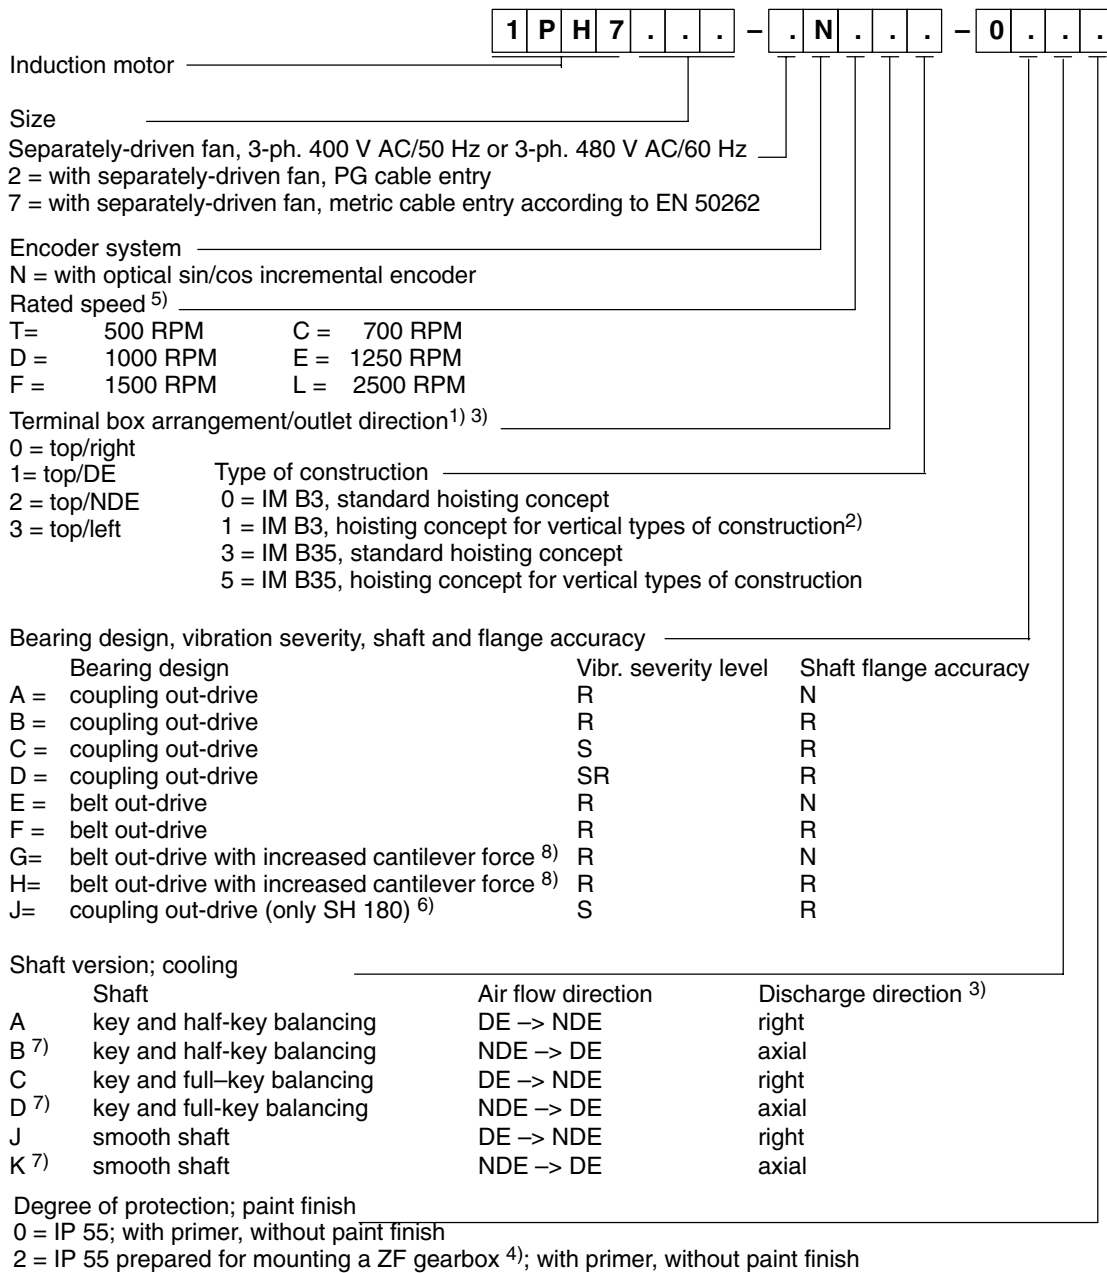 1 P H 7 . . . – . N . . . – 0 . . .
Induction motor
Size
Separately-driven fan, 3-ph. 400 V AC/50 Hz or 3-ph. 480 V AC/60 Hz
2 = with separately-driven fan, PG cable entry
7 = with separately-driven fan, metric cable entry according to EN 50262
Encoder system
N = with optical sin/cos incremental encoder
Rated speed 5)
T= 500 RPM C = 700 RPM
D = 1000 RPM E = 1250 RPM
F = 1500 RPM L = 2500 RPM
Terminal box arrangement/outlet direction1) 3)
0 = top/right
1= top/DE Type of construction
2 = top/NDE 0 = IM B3, standard hoisting concept
3 = top/left 1 = IM B3, hoisting concept for vertical types of construction2)
3 = IM B35, standard hoisting concept
5 = IM B35, hoisting concept for vertical types of construction
Bearing design, vibration severity, shaft and flange accuracy
Bearing design Vibr. severity level Shaft flange accuracy
A = coupling out-drive R N
B = coupling out-drive R R
C = coupling out-drive S R
D = coupling out-drive SR R
E = belt out-drive R N
F = belt out-drive R R
G= belt out-drive with increased cantilever force 8) R N
H= belt out-drive with increased cantilever force 8) R R
J= coupling out-drive (only SH 180) 6) S R
Shaft version; cooling
Shaft Air flow direction Discharge direction 3)
A key and half-key balancing DE –> NDE right
B 7) key and half-key balancing NDE –> DE axial
C key and full–key balancing DE –> NDE right
D 7) key and full-key balancing NDE –> DE axial
J smooth shaft DE –> NDE right
K 7) smooth shaft NDE –> DE axial
Degree of protection; paint finish
0 = IP 55; with primer, without paint finish
2 = IP 55 prepared for mounting a ZF gearbox 4); with primer, without paint finish